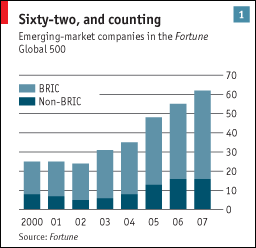 Sixty-two, and counting
1
Emerging-market companies in the Fortune
Global 500
70
BRIC
60
Non-BRIC
50
40
30
20
10
0
2000 01 02 03 04 05 06 07
Source: Fortune